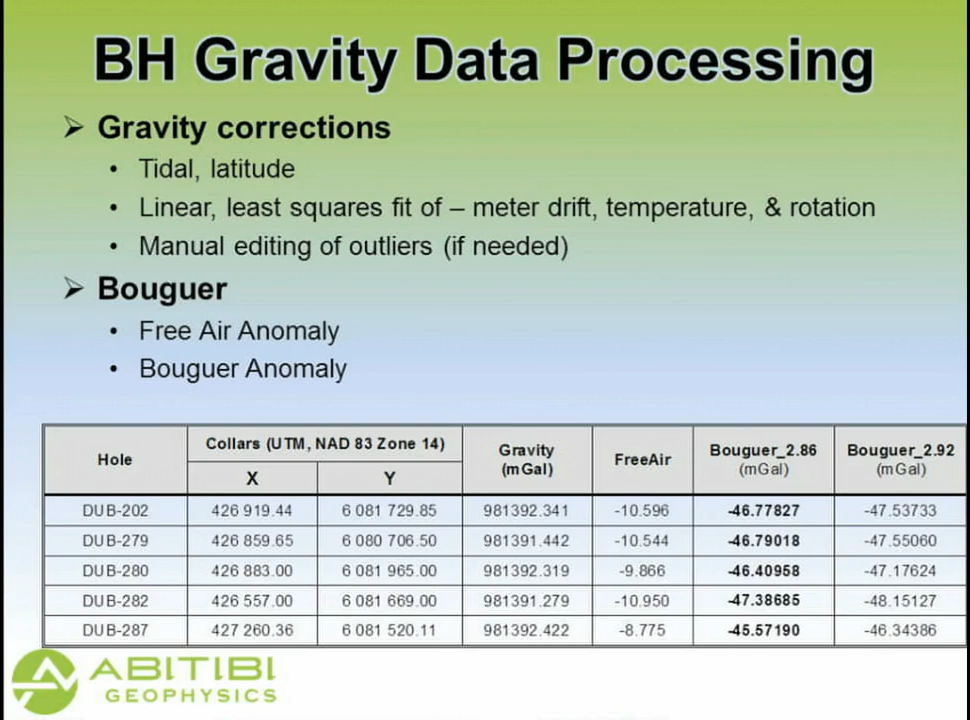 BH Gravity Data Processing
➢ Gravity corrections
• Tidal, latitude
• Linear, least squares fit of – meter drift, temperature, & rotation
• Manual editing of outliers (if needed)
➢ Bouguer
• Free Air Anomaly
• Bouguer Anomaly
Hole Collars (UTM, NAD 83 Zone 14) Gravity (mGal) FreeAir Bouguer_2.86 (mGal) Bouguer_2.92 (mGal)
X Y
DUB-202 426 919.44 6 081 729.85 981392.341 -10.596 -46.77827 -47.53733
DUB-279 426 859.65 6 080 706.50 981391.442 -10.544 -46.79018 -47.55060
DUB-280 426 883.00 6 081 965.00 981392.319 -9.866 -46.40958 -47.17624
DUB-282 426 557.00 6 081 669.00 981391.279 -10.950 -47.38685 -48.15127
DUB-287 427 260.36 6 081 520.11 981392.422 -8.775 -45.57190 -46.34386
ABITIBI
GEOPHYSICS